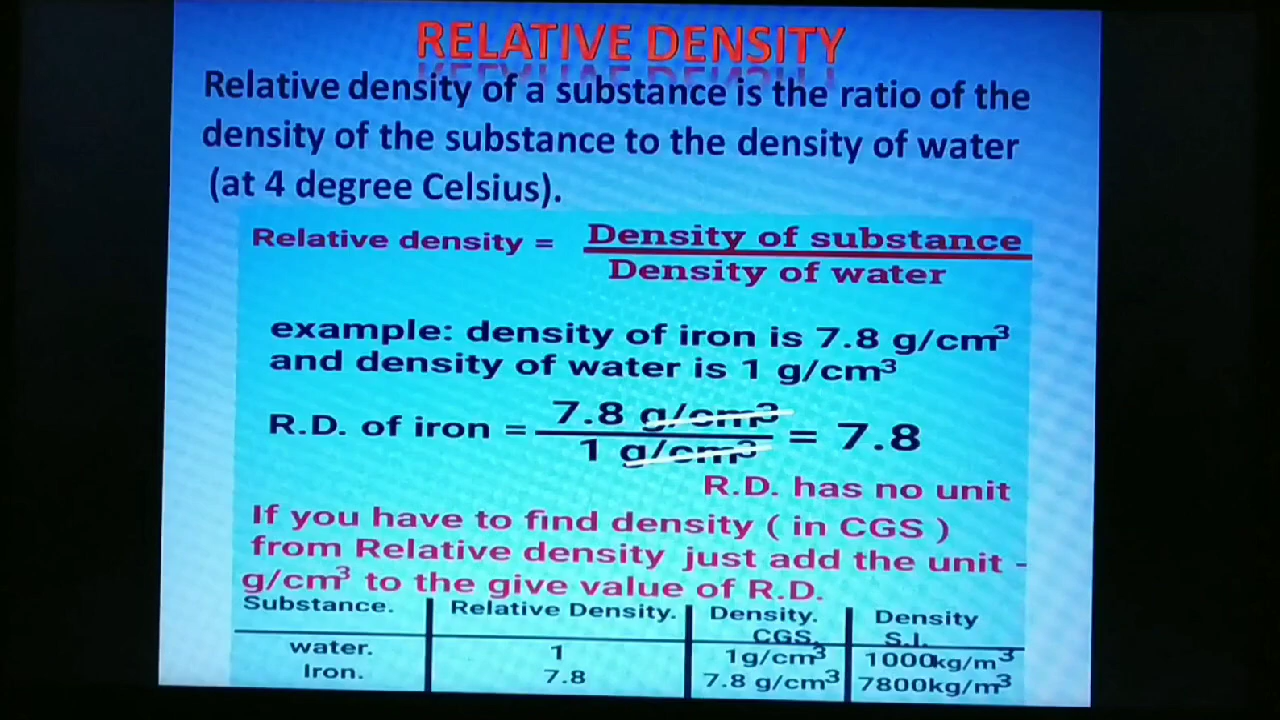 RELATIVE DENSITY
Relative density of a substance is the ratio of the
density of the substance to the density of water
(at 4 degree Celsius).
Relative density = Density of substance
Density of water
example: density of iron is 7.8 g/cm³
and density of water is 1 g/cm³
R.D. of iron = 7.8 g/cm³ = 7.8
1 g/cm³
R.D. has no unit
If you have to find density ( in CGS )
from Relative density just add the unit -
g/cm³ to the give value of R.D.
Substance. Relative Density. Density. CGS. Density S.I.
water. 1 1g/cm³ 1000kg/m³
Iron. 7.8 7.8 g/cm³ 7800kg/m³